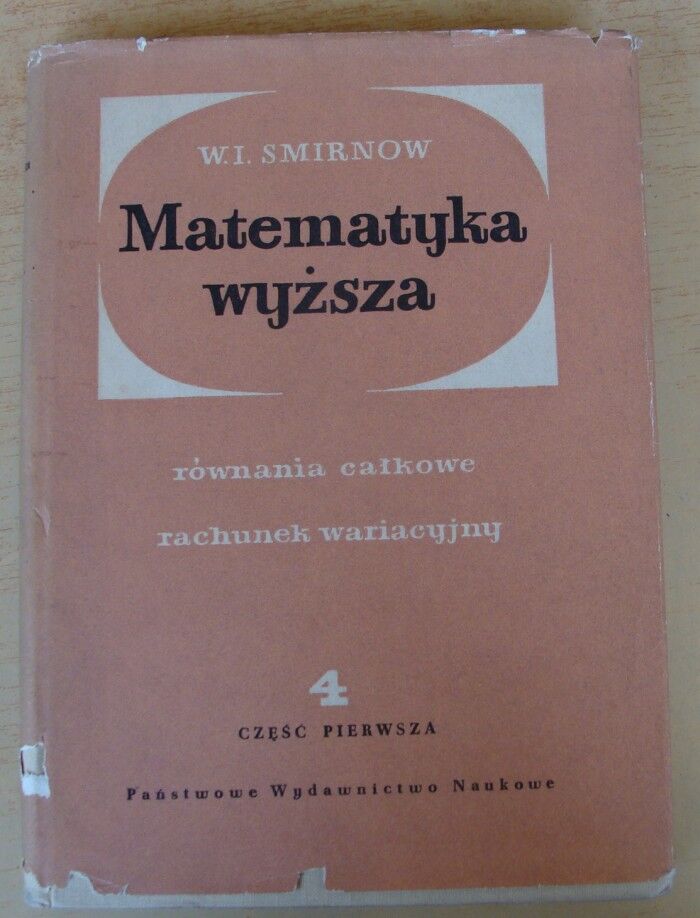 W. I. SMIRNOW
Matematyka
wyższa
równania całkowe
rachunek wariacyjny
4
CZĘŚĆ PIERWSZA
Państwowe Wydawnictwo Naukowe